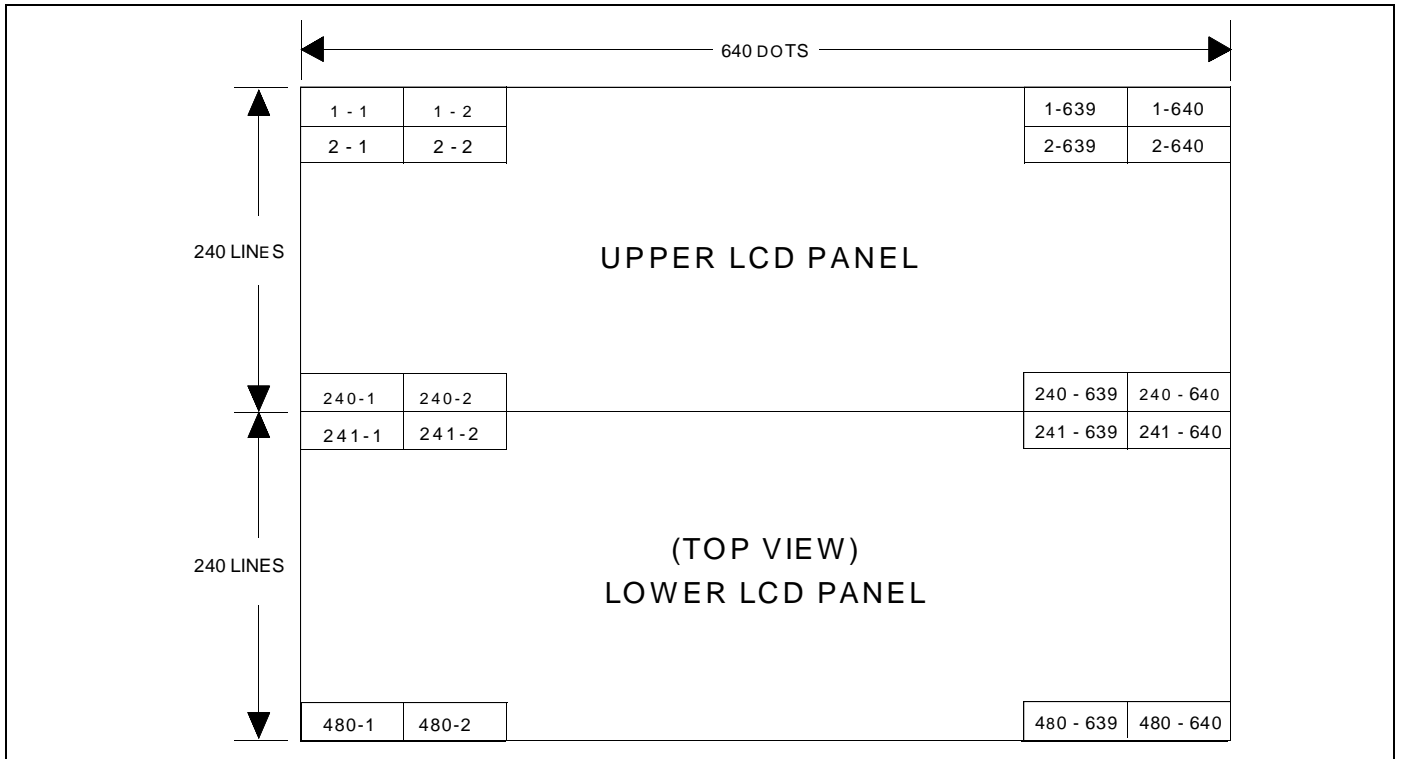 640 DOTS
1 - 1 1 - 2 1-639 1-640
2 - 1 2 - 2 2-639 2-640
240 LINES
UPPER LCD PANEL
240-1 240-2 240 - 639 240 - 640
241-1 241-2 241 - 639 241 - 640
(TOP VIEW)
240 LINES
LOWER LCD PANEL
480-1 480-2 480 - 639 480 - 640